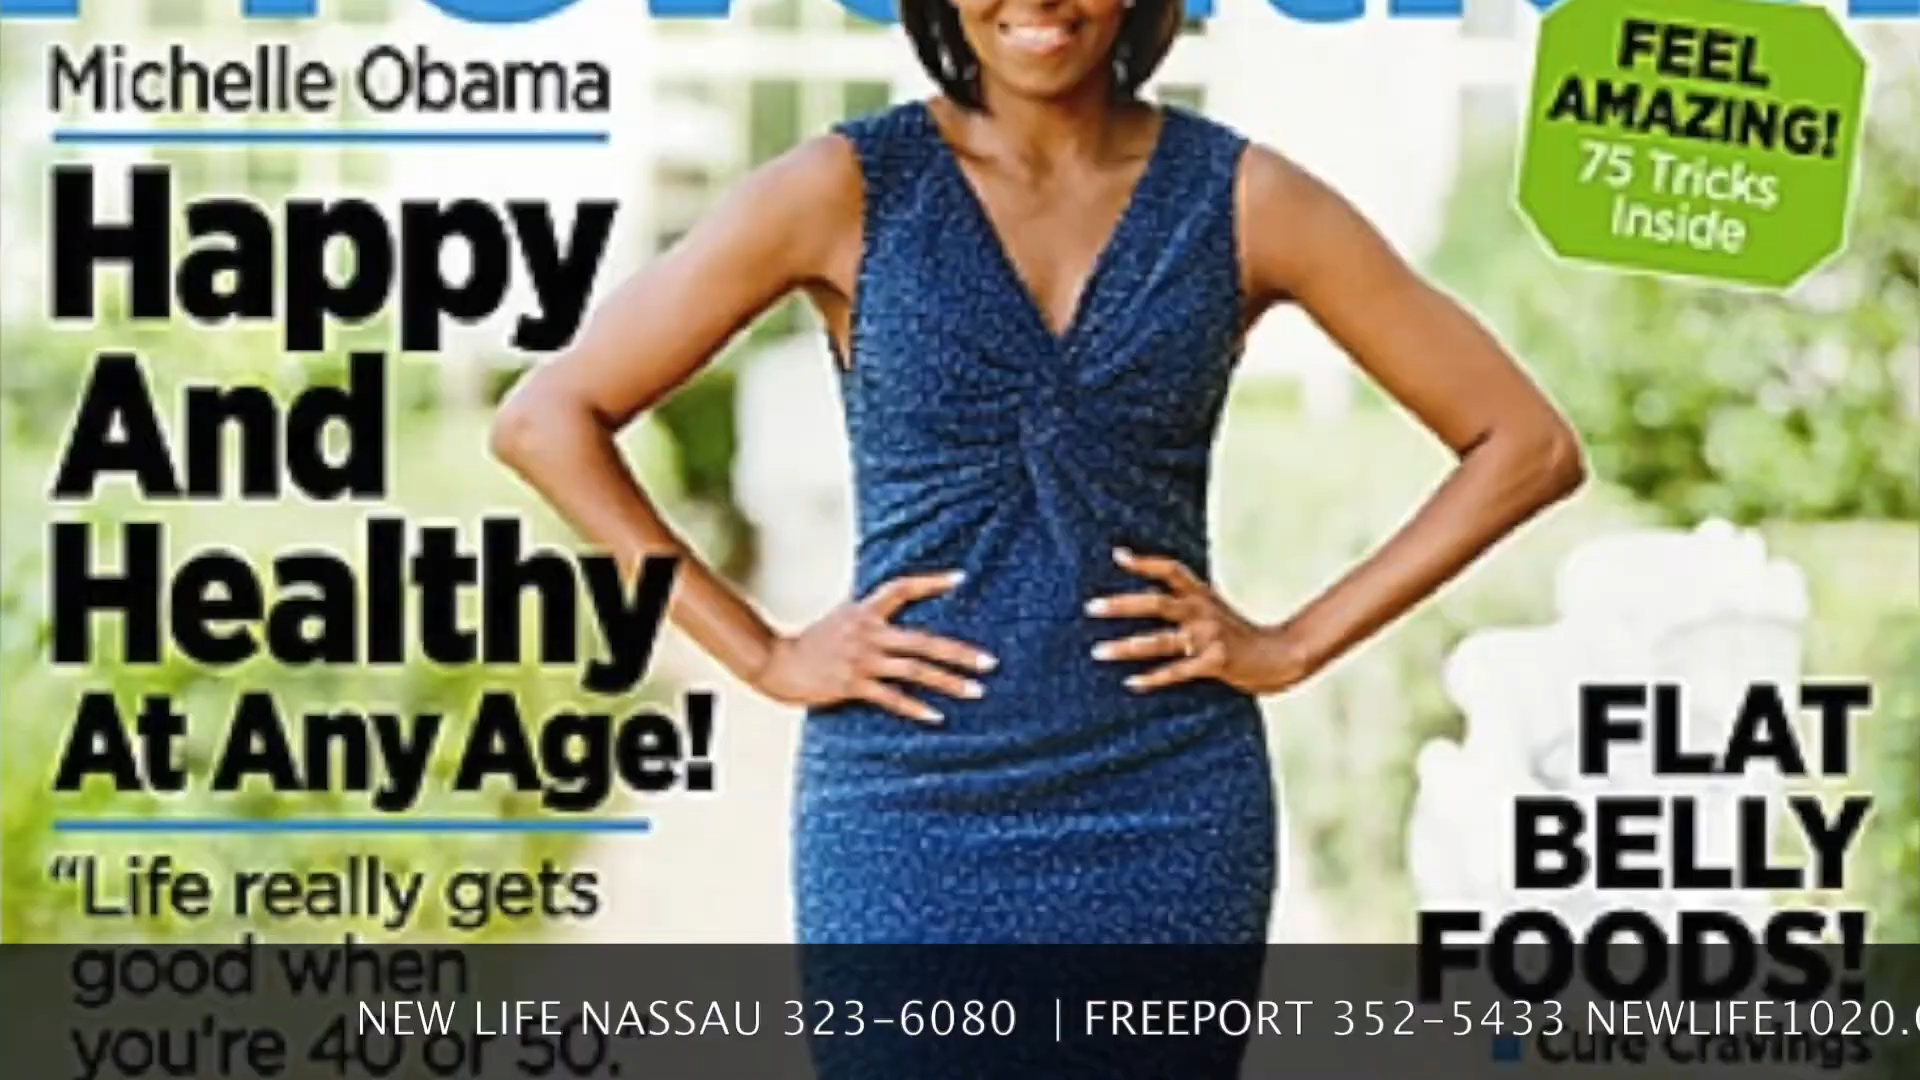 Michelle Obama
Happy
And
Healthy
At Any Age!
“Life really gets
good when
you're 40 or 50.”
FEEL
AMAZING!
75 Tricks
Inside
FLAT
BELLY
FOODS!
Cure Cravings
NEW LIFE NASSAU 323-6080 | FREEPORT 352-5433 NEWLIFE1020.